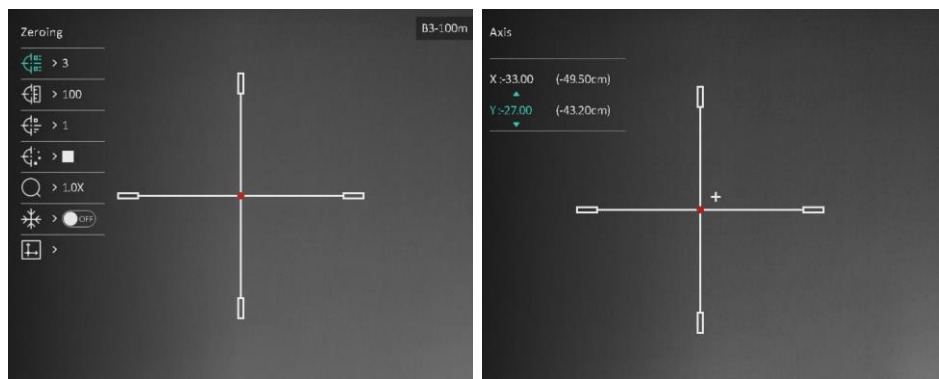 Zeroing
B3-100m
> 3
> 100
> 1
>
> 1.0X
> OFF
>
Axis
X:-33.00 (-49.50cm)
Y:-27.00 (-43.20cm)